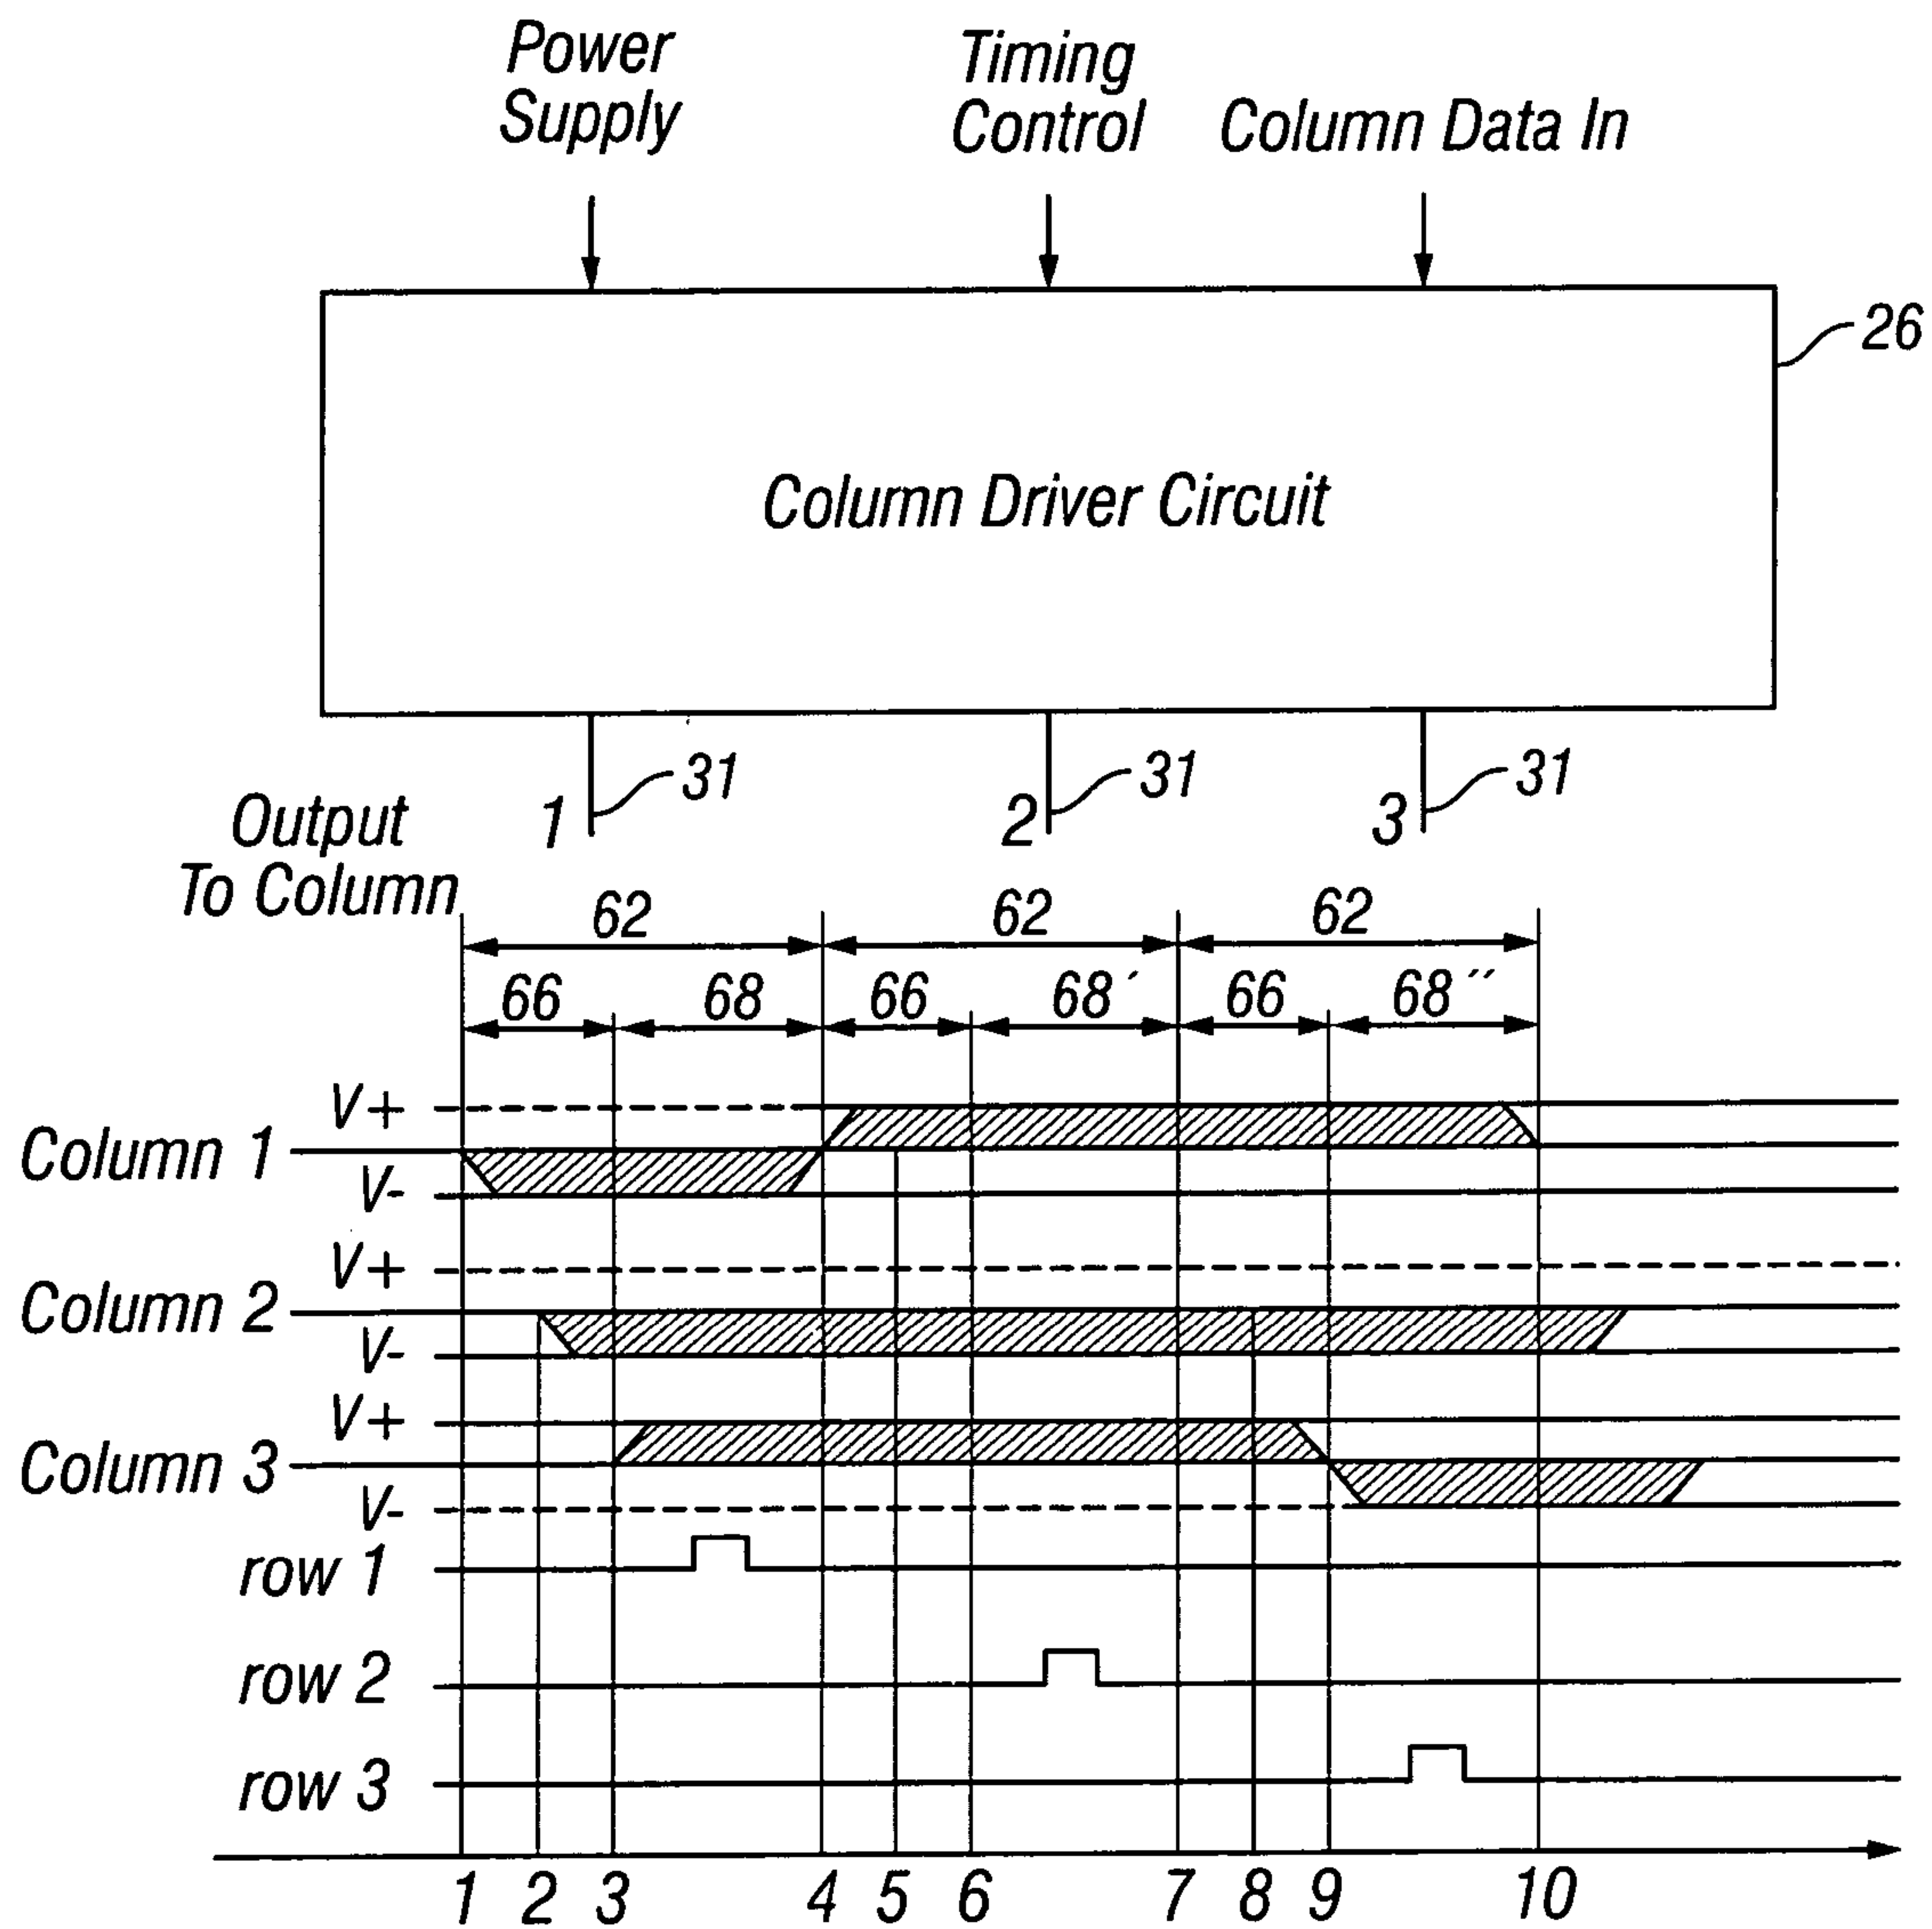 Power
Supply
Timing
Control
Column Data In
26
Column Driver Circuit
Output
To Column
1
31
2
31
3
31
62
62
62
66
68
66
68´
66
68´´
Column 1
V+
V-
Column 2
V+
V-
Column 3
V+
V-
row 1
row 2
row 3
1 2 3 4 5 6 7 8 9 10